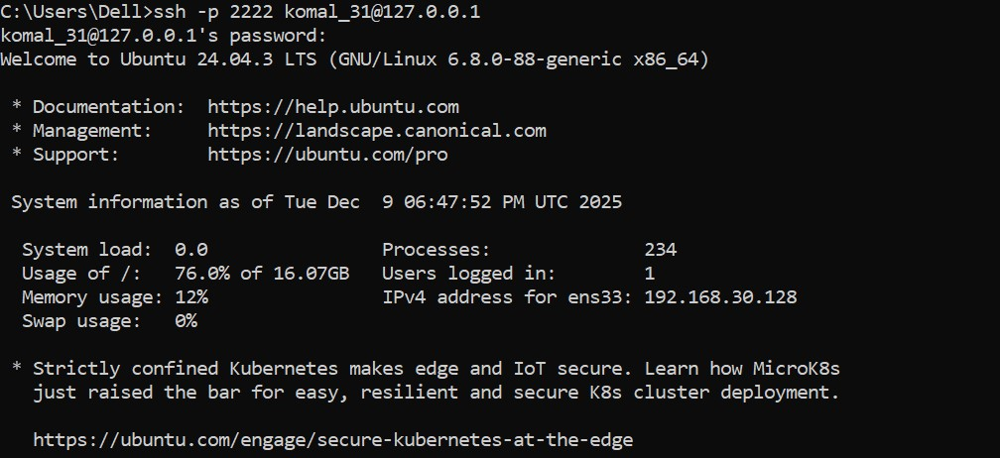 C:\Users\Dell>ssh -p 2222 komal_31@127.0.0.1
komal_31@127.0.0.1's password:
Welcome to Ubuntu 24.04.3 LTS (GNU/Linux 6.8.0-88-generic x86_64)

 * Documentation:  https://help.ubuntu.com
 * Management:     https://landscape.canonical.com
 * Support:        https://ubuntu.com/pro

 System information as of Tue Dec  9 06:47:52 PM UTC 2025

  System load:  0.0                Processes:              234
  Usage of /:   76.0% of 16.07GB   Users logged in:        1
  Memory usage: 12%                IPv4 address for ens33: 192.168.30.128
  Swap usage:   0%

 * Strictly confined Kubernetes makes edge and IoT secure. Learn how MicroK8s
   just raised the bar for easy, resilient and secure K8s cluster deployment.

   https://ubuntu.com/engage/secure-kubernetes-at-the-edge